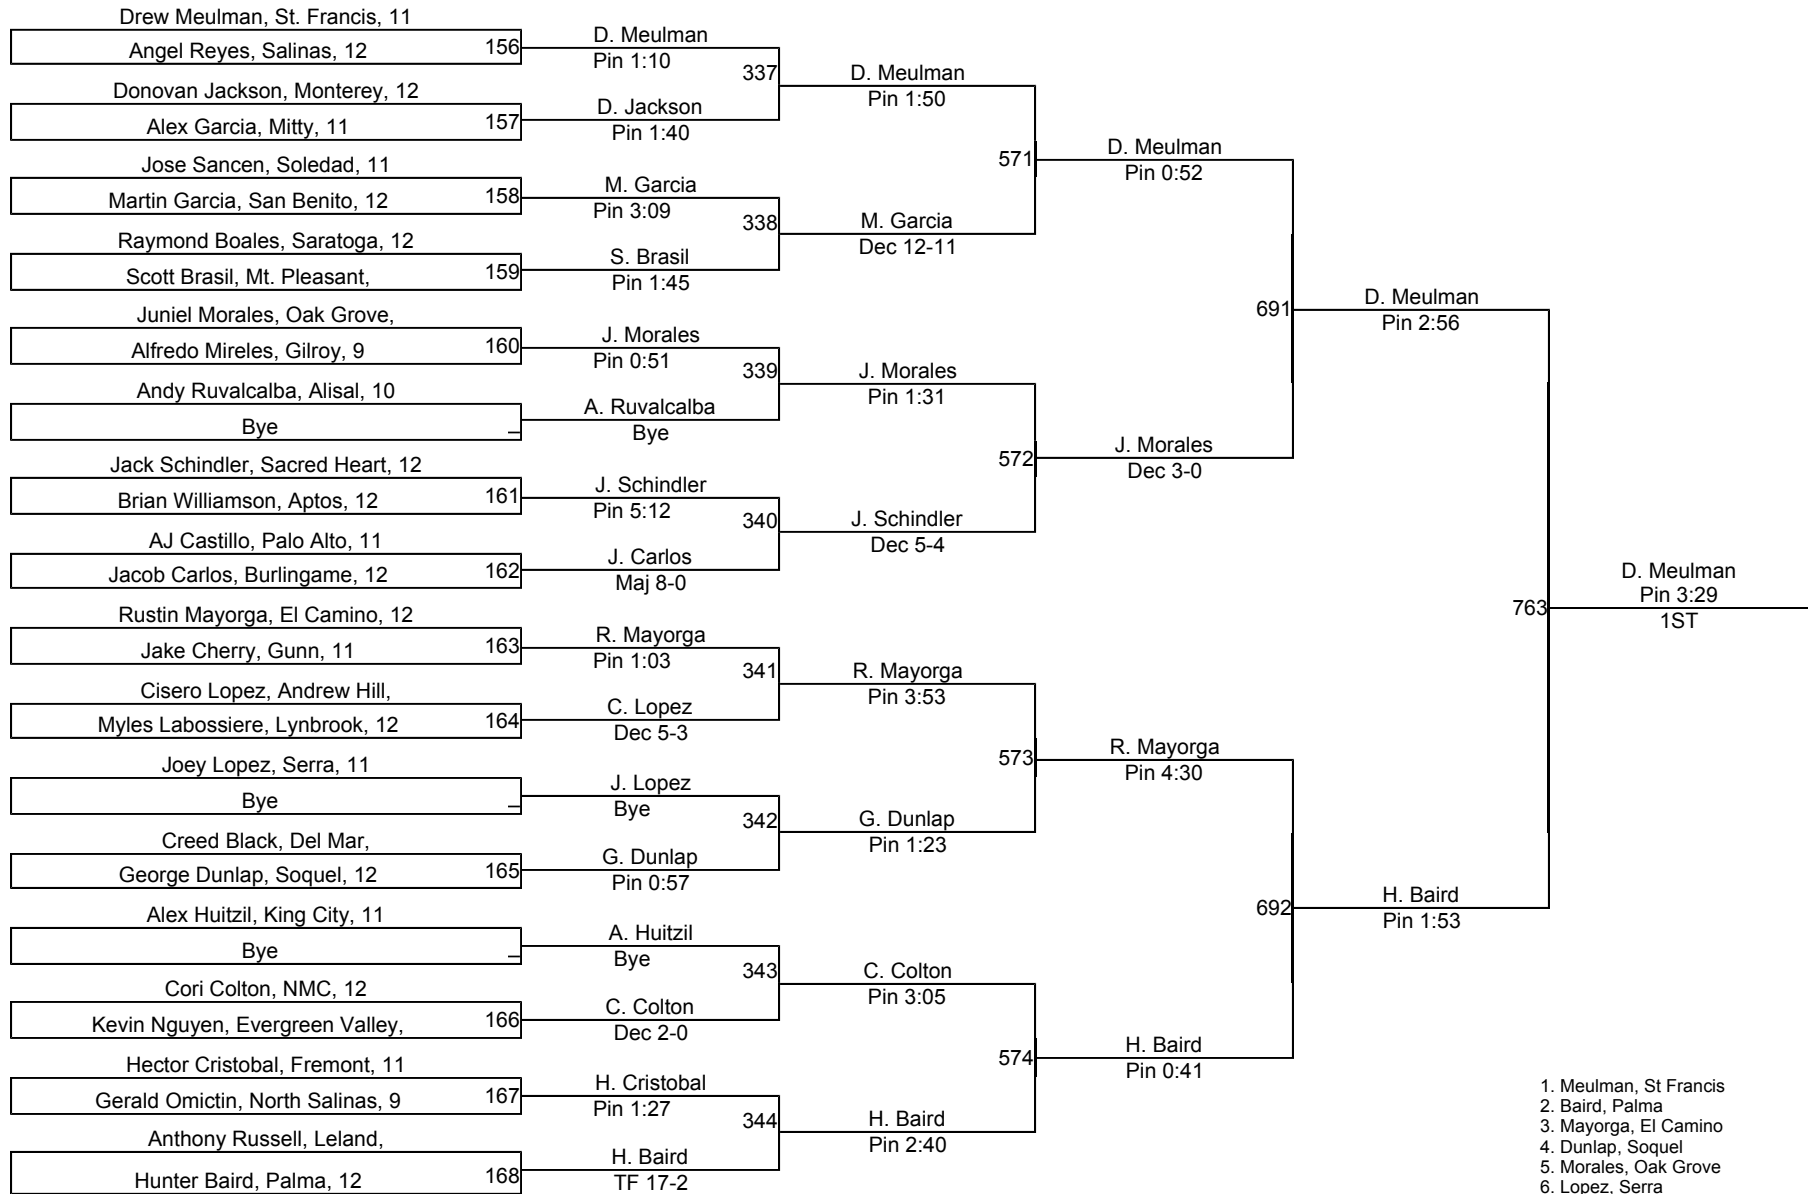 Drew Meulman, St. Francis, 11
Angel Reyes, Salinas, 12
156
Donovan Jackson, Monterey, 12
Alex Garcia, Mitty, 11
157
Jose Sancen, Soledad, 11
Martin Garcia, San Benito, 12
158
Raymond Boales, Saratoga, 12
Scott Brasil, Mt. Pleasant,
159
Juniel Morales, Oak Grove,
Alfredo Mireles, Gilroy, 9
160
Andy Ruvalcalba, Alisal, 10
Bye
_
Jack Schindler, Sacred Heart, 12
Brian Williamson, Aptos, 12
161
AJ Castillo, Palo Alto, 11
Jacob Carlos, Burlingame, 12
162
Rustin Mayorga, El Camino, 12
Jake Cherry, Gunn, 11
163
Cisero Lopez, Andrew Hill,
Myles Labossiere, Lynbrook, 12
164
Joey Lopez, Serra, 11
Bye
_
Creed Black, Del Mar,
George Dunlap, Soquel, 12
165
Alex Huitzil, King City, 11
Bye
_
Cori Colton, NMC, 12
Kevin Nguyen, Evergreen Valley,
166
Hector Cristobal, Fremont, 11
Gerald Omictin, North Salinas, 9
167
Anthony Russell, Leland,
Hunter Baird, Palma, 12
168
D. Meulman
Pin 1:10
337
D. Jackson
Pin 1:40
M. Garcia
Pin 3:09
338
S. Brasil
Pin 1:45
J. Morales
Pin 0:51
339
A. Ruvalcalba
Bye
J. Schindler
Pin 5:12
340
J. Carlos
Maj 8-0
R. Mayorga
Pin 1:03
341
C. Lopez
Dec 5-3
J. Lopez
Bye
342
G. Dunlap
Pin 0:57
A. Huitzil
Bye
343
C. Colton
Dec 2-0
H. Cristobal
Pin 1:27
344
H. Baird
TF 17-2
D. Meulman
Pin 1:50
571
M. Garcia
Dec 12-11
J. Morales
Pin 1:31
572
J. Schindler
Dec 5-4
R. Mayorga
Pin 3:53
573
G. Dunlap
Pin 1:23
C. Colton
Pin 3:05
574
H. Baird
Pin 2:40
D. Meulman
Pin 0:52
691
J. Morales
Dec 3-0
R. Mayorga
Pin 4:30
692
H. Baird
Pin 0:41
D. Meulman
Pin 2:56
763
H. Baird
Pin 1:53
D. Meulman
Pin 3:29
1ST
1. Meulman, St Francis
2. Baird, Palma
3. Mayorga, El Camino
4. Dunlap, Soquel
5. Morales, Oak Grove
6. Lopez, Serra